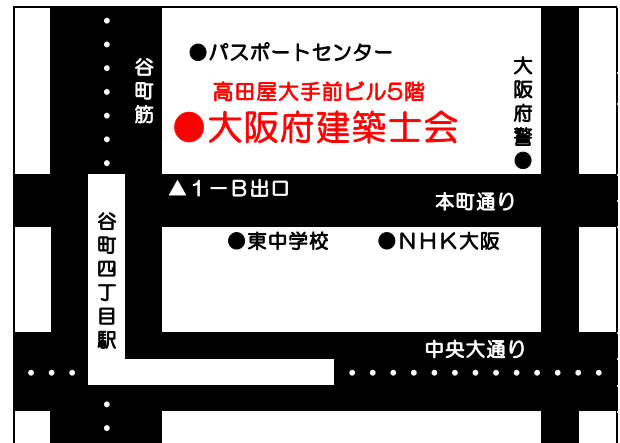 ●パスポートセンター
谷町筋
高田屋大手前ビル5階
●大阪府建築士会
大阪府警●
▲1－B出口
本町通り
谷町四丁目駅
●東中学校
●NHK大阪
中央大通り